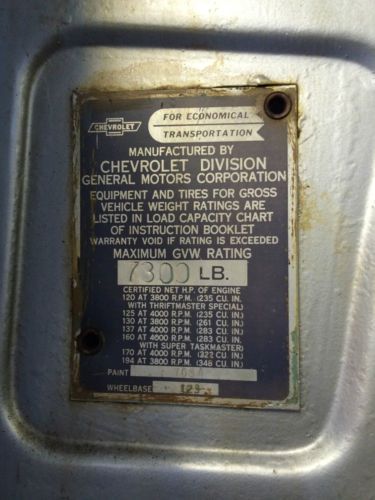 CHEVROLET
FOR ECONOMICAL
TRANSPORTATION
MANUFACTURED BY
CHEVROLET DIVISION
GENERAL MOTORS CORPORATION
EQUIPMENT AND TIRES FOR GROSS
VEHICLE WEIGHT RATINGS ARE
LISTED IN LOAD CAPACITY CHART
OF INSTRUCTION BOOKLET
WARRANTY VOID IF RATING IS EXCEEDED
MAXIMUM GVW RATING
7300 LB.
CERTIFIED NET H.P. OF ENGINE
120 AT 3800 R.P.M. (235 CU. IN.)
WITH THRIFTMASTER SPECIAL)
125 AT 4000 R.P.M. (235 CU. IN.)
130 AT 3800 R.P.M. (261 CU. IN.)
137 AT 4000 R.P.M. (283 CU. IN.)
160 AT 4600 R.P.M. (283 CU. IN.
WITH SUPER TASKMASTER)
170 AT 4000 R.P.M. (322 CU. IN.)
194 AT 3800 R.P.M. (348 CU. IN.)
PAINT
WHEELBASE 123